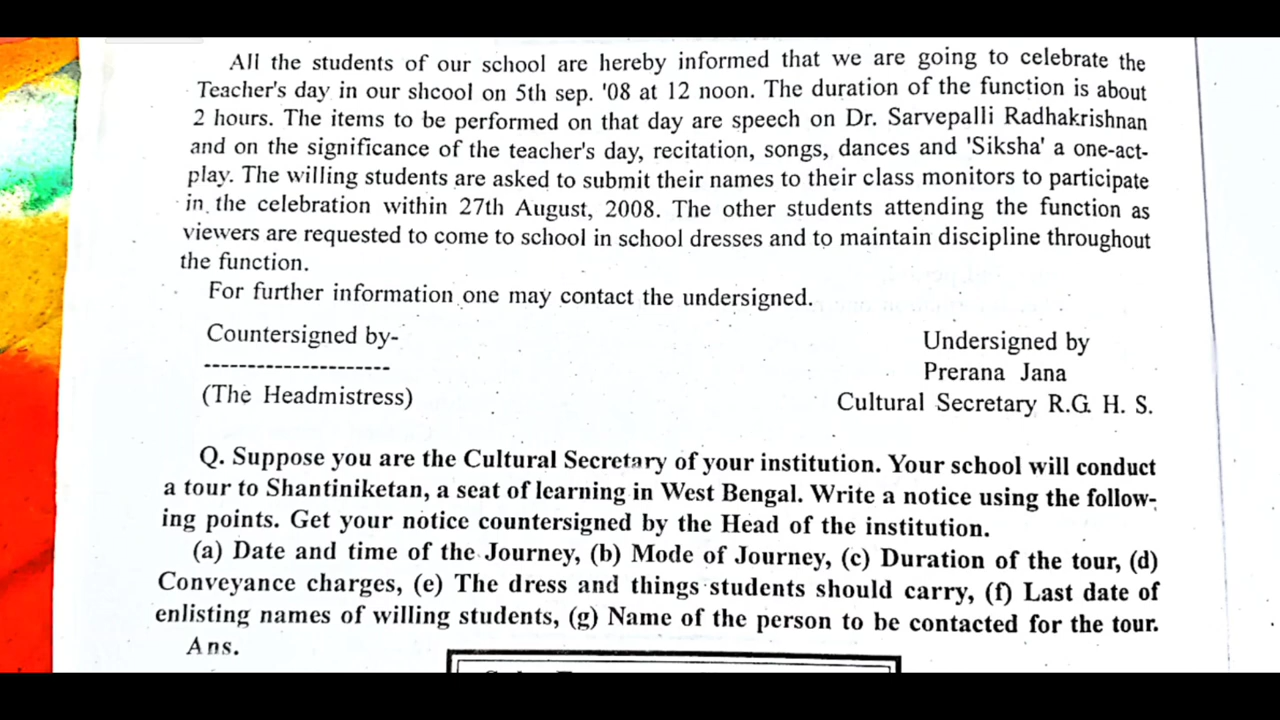 All the students of our school are hereby informed that we are going to celebrate the
Teacher's day in our shcool on 5th sep. '08 at 12 noon. The duration of the function is about
2 hours. The items to be performed on that day are speech on Dr. Sarvepalli Radhakrishnan
and on the significance of the teacher's day, recitation, songs, dances and 'Siksha' a one-act-
play. The willing students are asked to submit their names to their class monitors to participate
in the celebration within 27th August, 2008. The other students attending the function as
viewers are requested to come to school in school dresses and to maintain discipline throughout
the function.
For further information one may contact the undersigned.
Countersigned by-
Undersigned by
---------------------
Prerana Jana
(The Headmistress)
Cultural Secretary R.G. H. S.
Q. Suppose you are the Cultural Secretary of your institution. Your school will conduct
a tour to Shantiniketan, a seat of learning in West Bengal. Write a notice using the follow-
ing points. Get your notice countersigned by the Head of the institution.
(a) Date and time of the Journey, (b) Mode of Journey, (c) Duration of the tour, (d)
Conveyance charges, (e) The dress and things students should carry, (f) Last date of
enlisting names of willing students, (g) Name of the person to be contacted for the tour.
Ans.